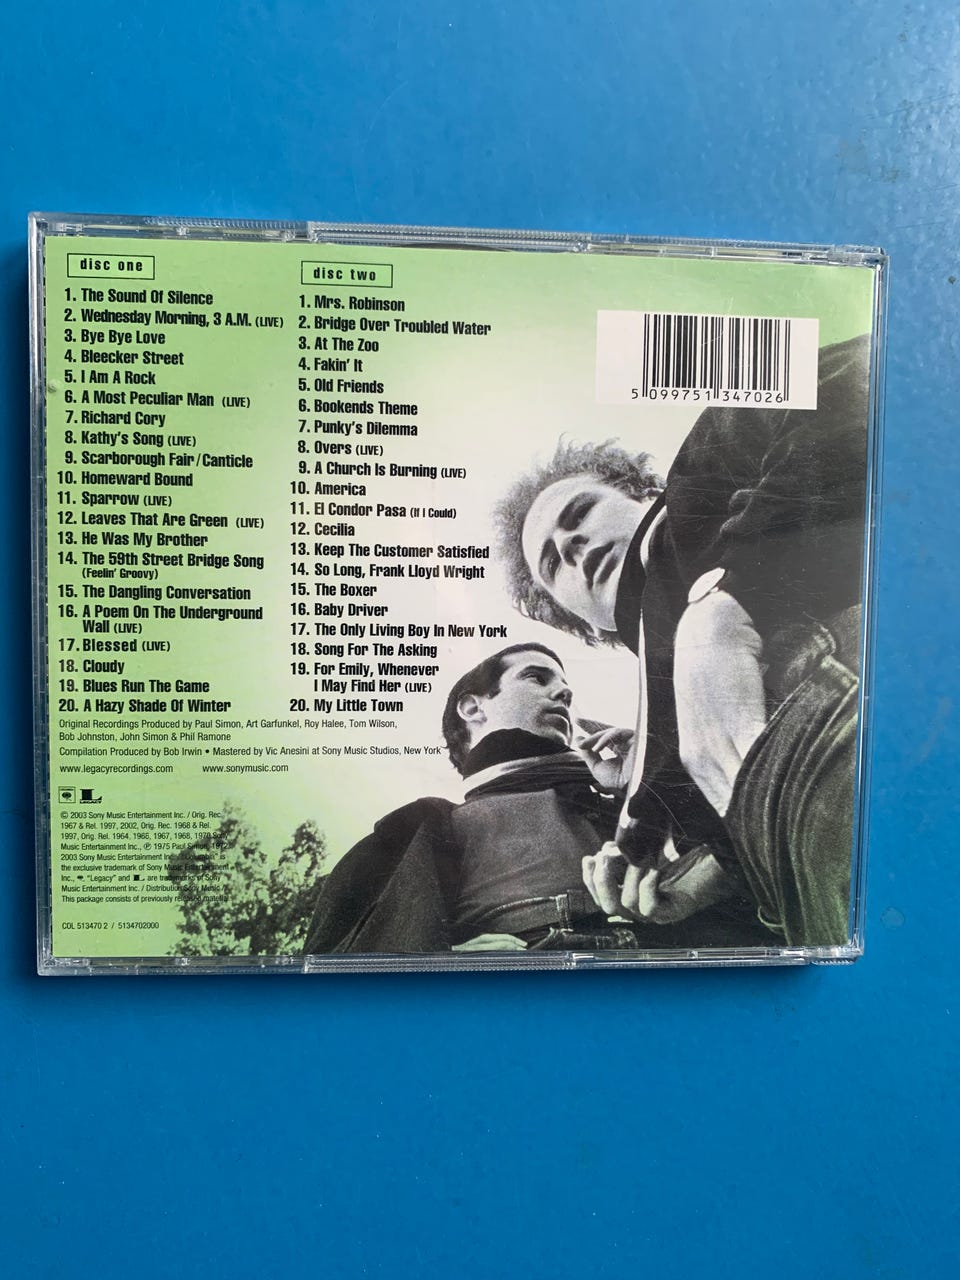 disc one
1. The Sound Of Silence
2. Wednesday Morning, 3 A.M. (LIVE)
3. Bye Bye Love
4. Bleecker Street
5. I Am A Rock
6. A Most Peculiar Man (LIVE)
7. Richard Cory
8. Kathy's Song (LIVE)
9. Scarborough Fair/Canticle
10. Homeward Bound
11. Sparrow (LIVE)
12. Leaves That Are Green (LIVE)
13. He Was My Brother
14. The 59th Street Bridge Song
(Feelin' Groovy)
15. The Dangling Conversation
16. A Poem On The Underground
Wall (LIVE)
17. Blessed (LIVE)
18. Cloudy
19. Blues Run The Game
20. A Hazy Shade Of Winter
disc two
1. Mrs. Robinson
2. Bridge Over Troubled Water
3. At The Zoo
4. Fakin' It
5. Old Friends
6. Bookends Theme
7. Punky's Dilemma
8. Overs (LIVE)
9. A Church Is Burning (LIVE)
10. America
11. El Condor Pasa (If I Could)
12. Cecilia
13. Keep The Customer Satisfied
14. So Long, Frank Lloyd Wright
15. The Boxer
16. Baby Driver
17. The Only Living Boy In New York
18. Song For The Asking
19. For Emily, Whenever
I May Find Her (LIVE)
20. My Little Town
5 099751 347026
Original Recordings Produced by Paul Simon, Art Garfunkel, Roy Halee, Tom Wilson,
Bob Johnston, John Simon & Phil Ramone
Compilation Produced by Bob Irwin • Mastered by Vic Anesini at Sony Music Studios, New York
www.legacyrecordings.com www.sonymusic.com
LEGACY
© 2003 Sony Music Entertainment Inc. / Orig. Rec.
1967 & Rel. 1997, 2002, Orig. Rec. 1968 & Rel.
1997, Orig. Rel. 1964, 1965, 1967, 1968, 1970 Sony
Music Entertainment Inc., ℗ 1975 Paul Simon, 1972,
2003 Sony Music Entertainment Inc. / "Columbia" is
the exclusive trademark of Sony Music Entertainment
Inc., "Legacy" and L are trademarks of Sony
Music Entertainment Inc. / Distribution Sony Music /
This package consists of previously released material.
COL 513470 2 / 5134702000